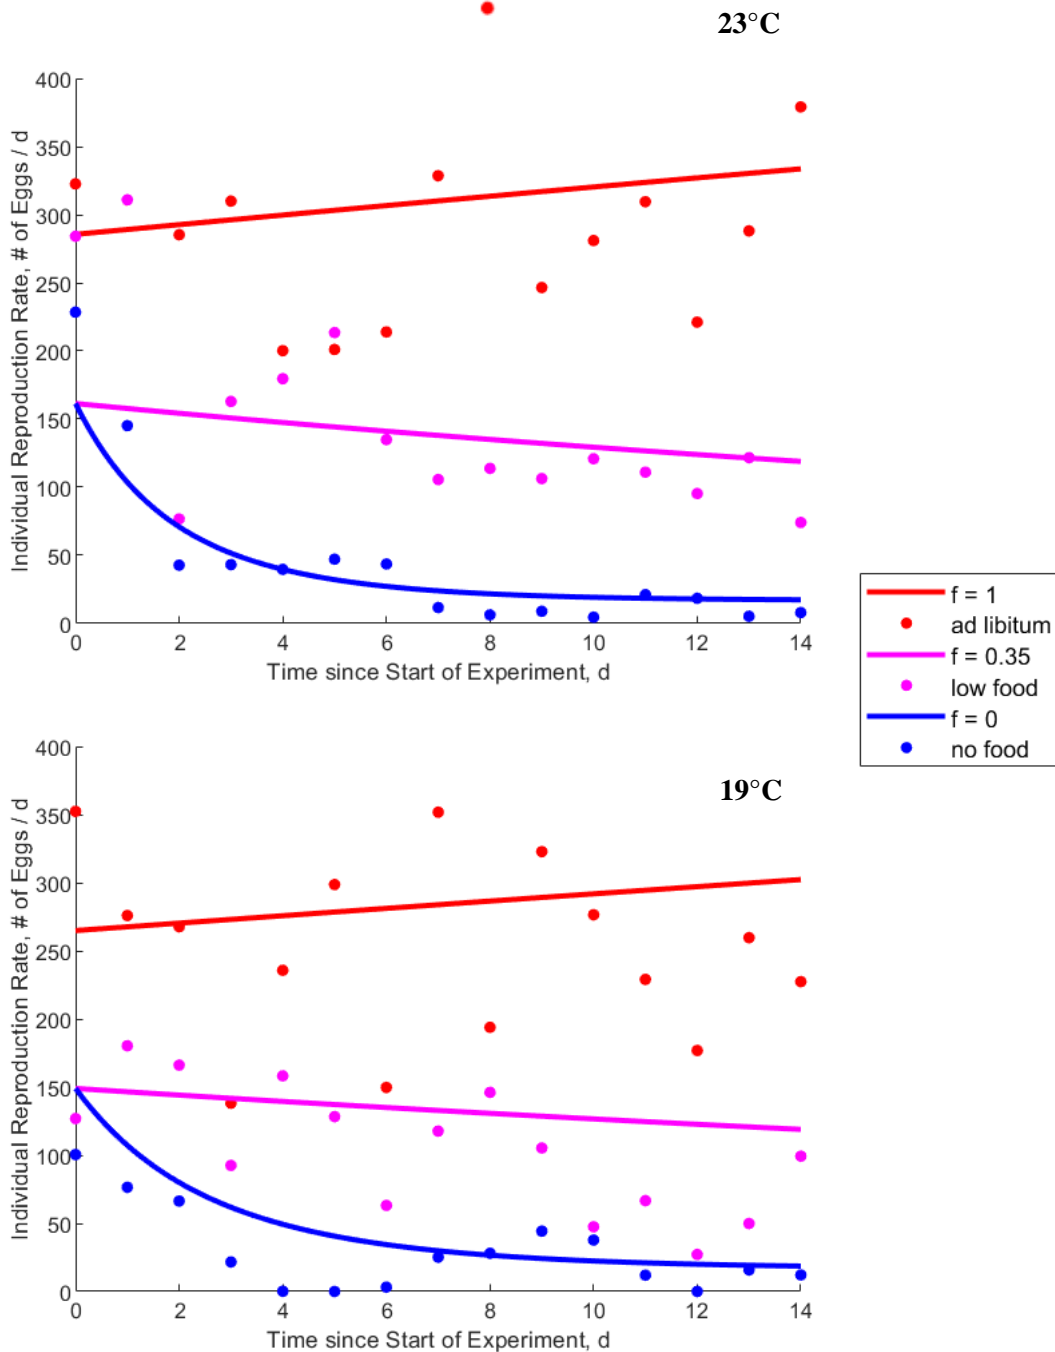 23°C
400
350
300
250
200
150
100
50
0
0 2 4 6 8 10 12 14
Individual Reproduction Rate, # of Eggs / d
Time since Start of Experiment, d
f = 1
ad libitum
f = 0.35
low food
f = 0
no food
19°C
400
350
300
250
200
150
100
50
0
0 2 4 6 8 10 12 14
Individual Reproduction Rate, # of Eggs / d
Time since Start of Experiment, d